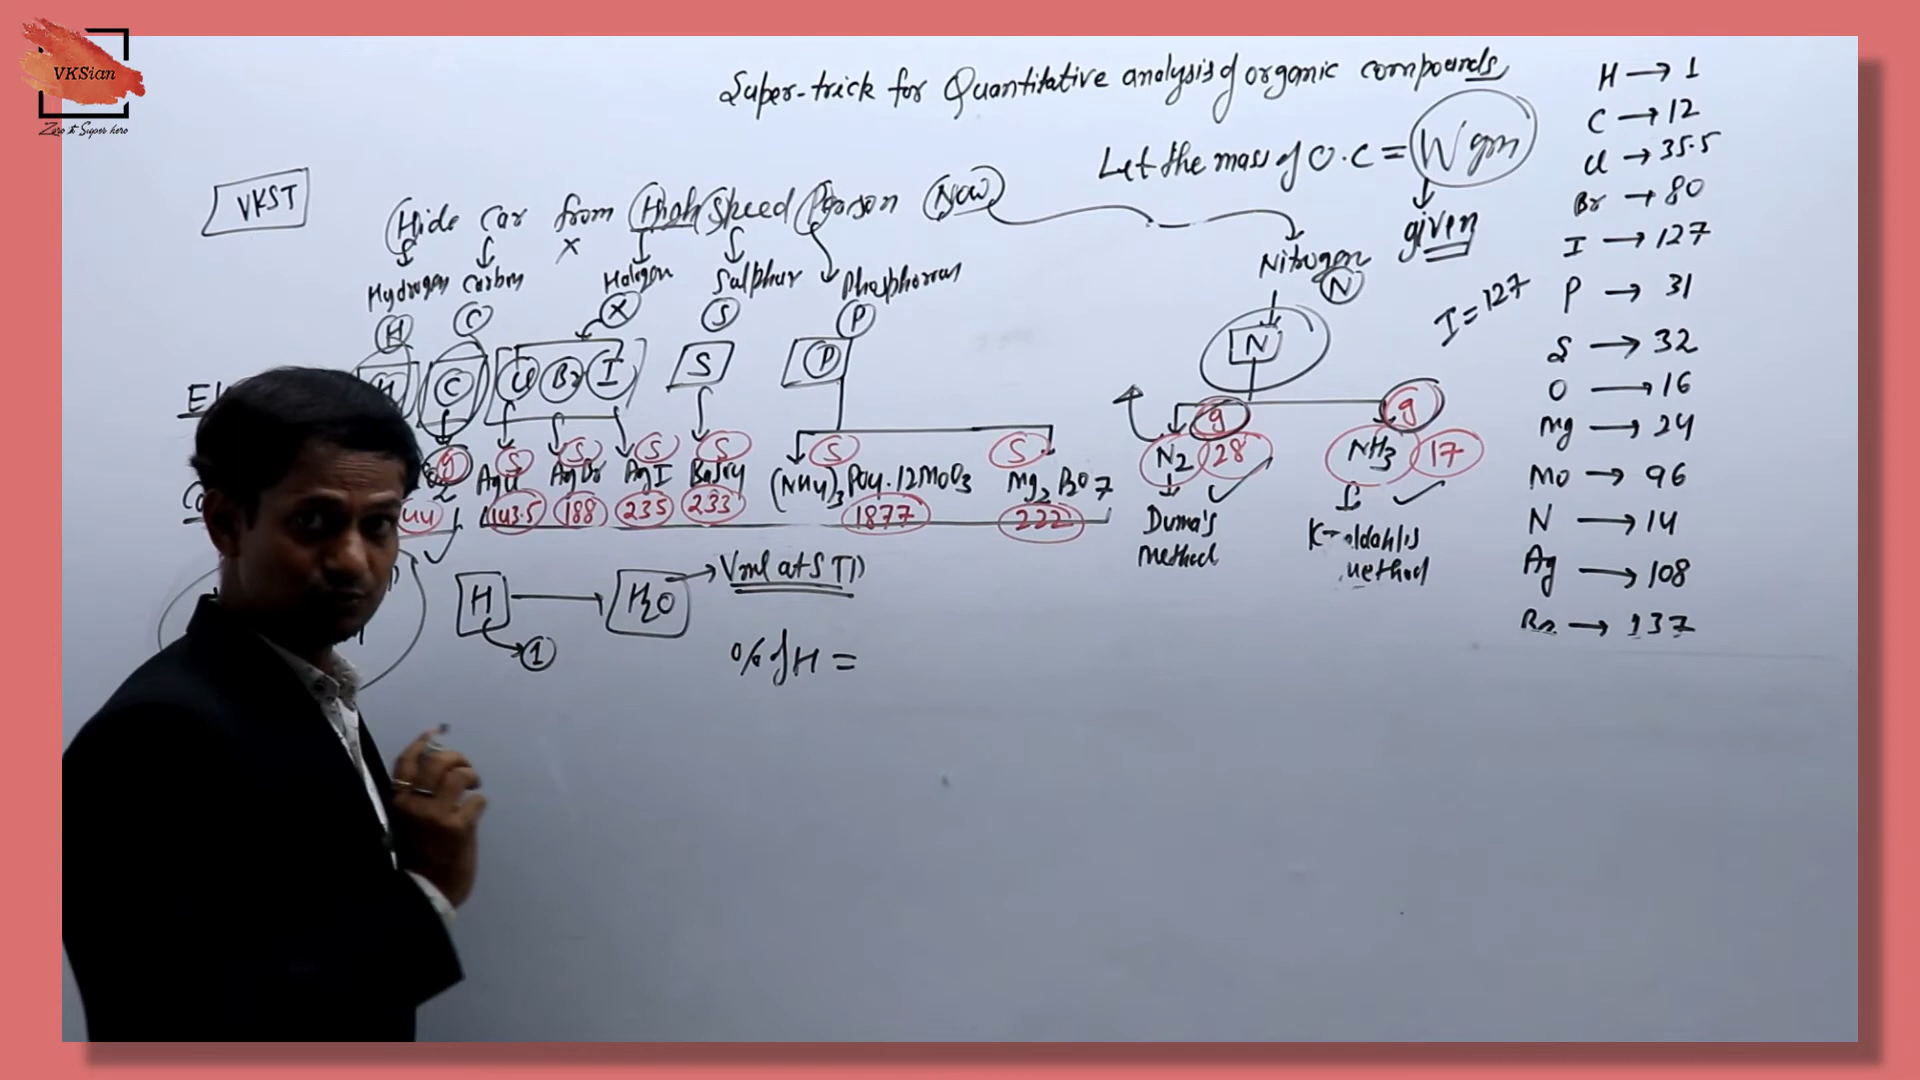 VKSian
Zero to Super hero
Super-trick for Quantitative analysis of organic compounds
Let the mass of O.C = W gm
given
VKST
Hide Car from High Speed Person Now
x
Hydrogen Carbon Halogen Sulphur Phosphorous Nitrogen
H C X S P N
H C Cl Br I S P N
I = 127
g S S S S S S g g
AgCl AgBr AgI BaSO4 (NH4)3PO4.12MoO3 Mg2P2O7 N2 28 NH3 17
44 143.5 188 235 233 1877 222
Duma's
method
method
H → H2O → Vml at STP
1
% of H =
H → 1
C → 12
Cl → 35.5
Br → 80
I → 127
P → 31
S → 32
O → 16
Mg → 24
Mo → 96
N → 14
Ag → 108
Ba → 137